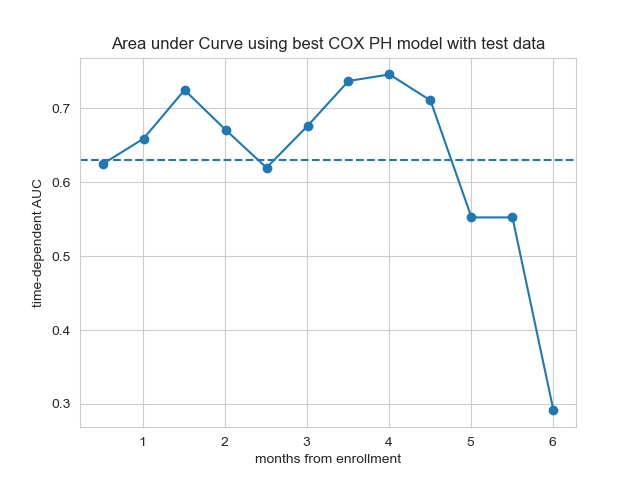 Area under Curve using best COX PH model with test data
time-dependent AUC
0.7
0.6
0.5
0.4
0.3
1 2 3 4 5 6
months from enrollment